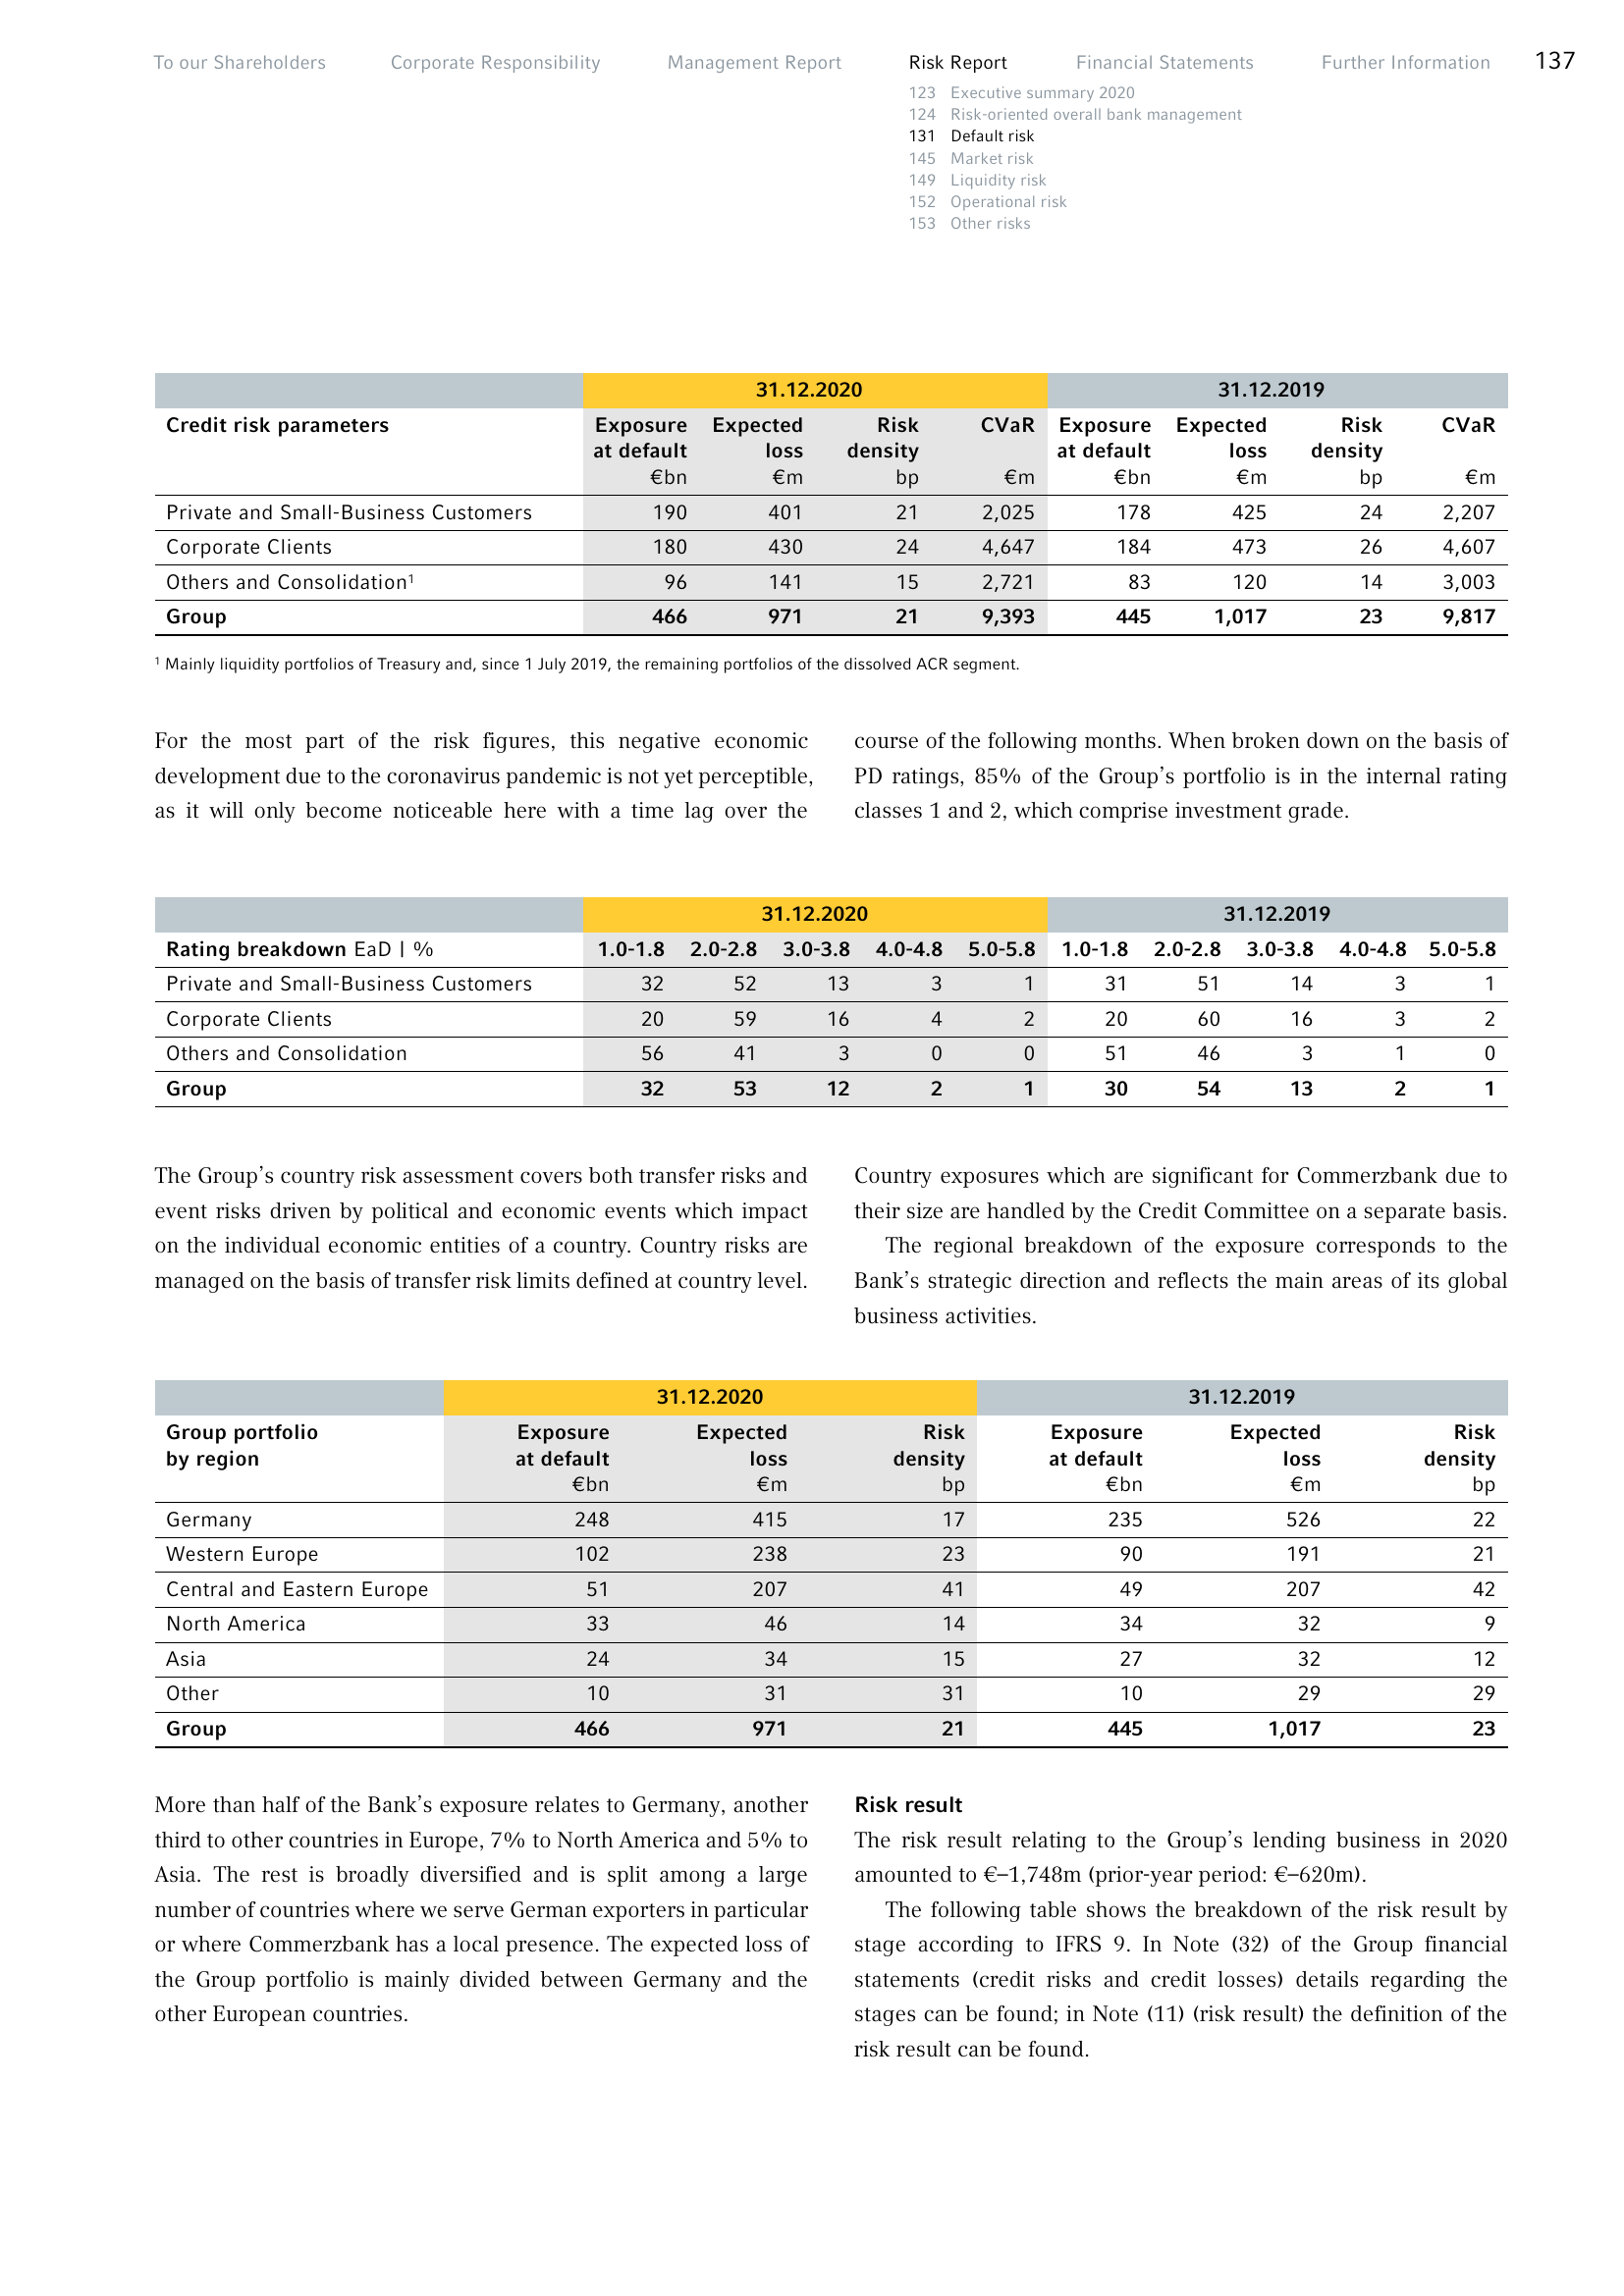 To our Shareholders Corporate Responsibility Management Report Risk Report Financial Statements Further Information 137
123 Executive summary 2020
124 Risk-oriented overall bank management
131 Default risk
145 Market risk
149 Liquidity risk
152 Operational risk
153 Other risks
31.12.2020 31.12.2019
Credit risk parameters Exposure Expected Risk CVaR Exposure Expected Risk CVaR
at default loss density at default loss density
€bn €m bp €m €bn €m bp €m
Private and Small-Business Customers 190 401 21 2,025 178 425 24 2,207
Corporate Clients 180 430 24 4,647 184 473 26 4,607
Others and Consolidation¹ 96 141 15 2,721 83 120 14 3,003
Group 466 971 21 9,393 445 1,017 23 9,817
¹ Mainly liquidity portfolios of Treasury and, since 1 July 2019, the remaining portfolios of the dissolved ACR segment.
For the most part of the risk figures, this negative economic
development due to the coronavirus pandemic is not yet perceptible,
as it will only become noticeable here with a time lag over the
course of the following months. When broken down on the basis of
PD ratings, 85% of the Group's portfolio is in the internal rating
classes 1 and 2, which comprise investment grade.
31.12.2020 31.12.2019
Rating breakdown EaD | % 1.0-1.8 2.0-2.8 3.0-3.8 4.0-4.8 5.0-5.8 1.0-1.8 2.0-2.8 3.0-3.8 4.0-4.8 5.0-5.8
Private and Small-Business Customers 32 52 13 3 1 31 51 14 3 1
Corporate Clients 20 59 16 4 2 20 60 16 3 2
Others and Consolidation 56 41 3 0 0 51 46 3 1 0
Group 32 53 12 2 1 30 54 13 2 1
The Group's country risk assessment covers both transfer risks and
event risks driven by political and economic events which impact
on the individual economic entities of a country. Country risks are
managed on the basis of transfer risk limits defined at country level.
Country exposures which are significant for Commerzbank due to
their size are handled by the Credit Committee on a separate basis.
The regional breakdown of the exposure corresponds to the
Bank's strategic direction and reflects the main areas of its global
business activities.
31.12.2020 31.12.2019
Group portfolio Exposure Expected Risk Exposure Expected Risk
by region at default loss density at default loss density
€bn €m bp €bn €m bp
Germany 248 415 17 235 526 22
Western Europe 102 238 23 90 191 21
Central and Eastern Europe 51 207 41 49 207 42
North America 33 46 14 34 32 9
Asia 24 34 15 27 32 12
Other 10 31 31 10 29 29
Group 466 971 21 445 1,017 23
More than half of the Bank's exposure relates to Germany, another
third to other countries in Europe, 7% to North America and 5% to
Asia. The rest is broadly diversified and is split among a large
number of countries where we serve German exporters in particular
or where Commerzbank has a local presence. The expected loss of
the Group portfolio is mainly divided between Germany and the
other European countries.
Risk result
The risk result relating to the Group's lending business in 2020
amounted to €–1,748m (prior-year period: €–620m).
The following table shows the breakdown of the risk result by
stage according to IFRS 9. In Note (32) of the Group financial
statements (credit risks and credit losses) details regarding the
stages can be found; in Note (11) (risk result) the definition of the
risk result can be found.